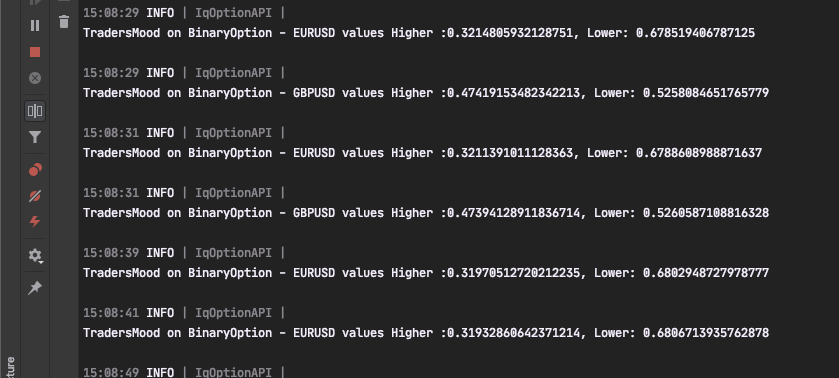 15:08:29 INFO | IqOptionAPI |
TradersMood on BinaryOption - EURUSD values Higher :0.3214805932128751, Lower: 0.678519406787125
15:08:29 INFO | IqOptionAPI |
TradersMood on BinaryOption - GBPUSD values Higher :0.47419153482342213, Lower: 0.5258084651765779
15:08:31 INFO | IqOptionAPI |
TradersMood on BinaryOption - EURUSD values Higher :0.3211391011128363, Lower: 0.6788608988871637
15:08:31 INFO | IqOptionAPI |
TradersMood on BinaryOption - GBPUSD values Higher :0.47394128911836714, Lower: 0.5260587108816328
15:08:39 INFO | IqOptionAPI |
TradersMood on BinaryOption - EURUSD values Higher :0.31970512720212235, Lower: 0.6802948727978777
15:08:41 INFO | IqOptionAPI |
TradersMood on BinaryOption - EURUSD values Higher :0.31932860642371214, Lower: 0.6806713935762878
15:08:49 INFO | IqOptionAPI |
cture